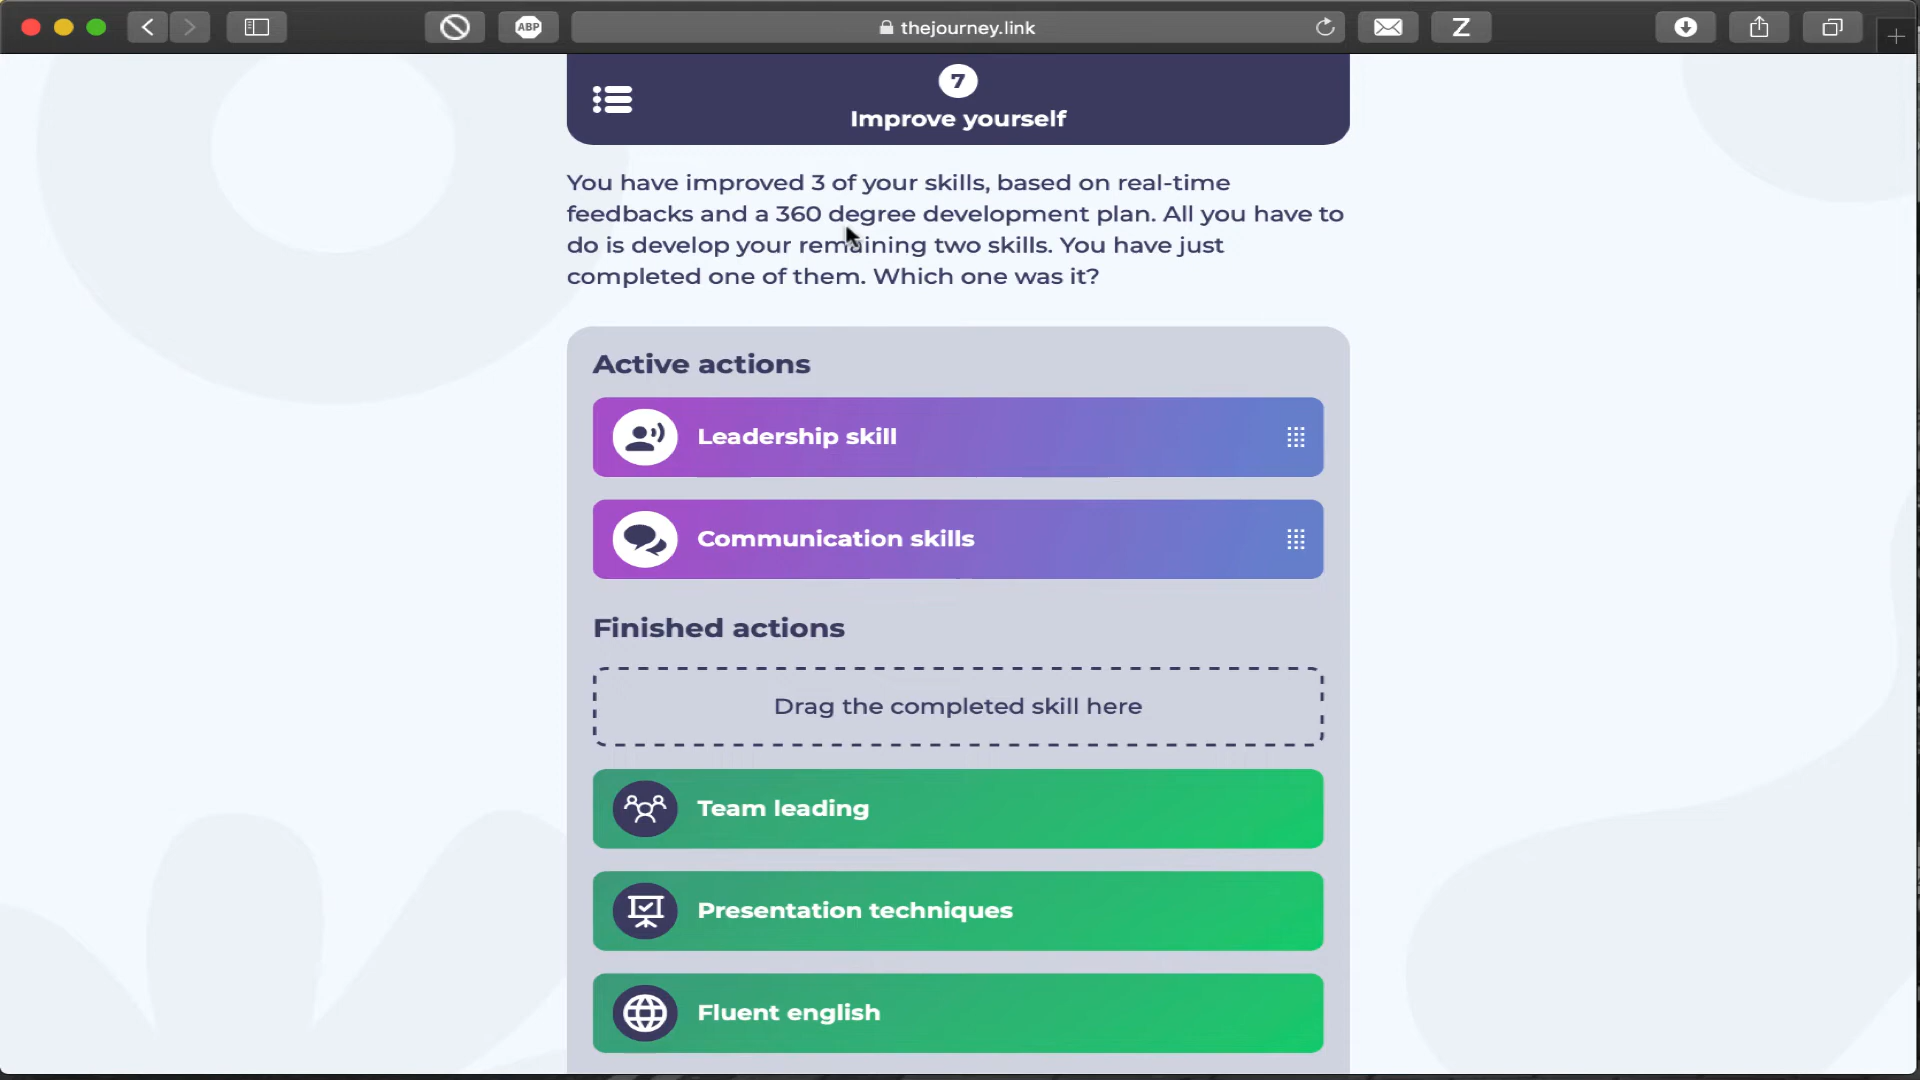 ABP
thejourney.link
Z
7
Improve yourself
You have improved 3 of your skills, based on real-time
feedbacks and a 360 degree development plan. All you have to
do is develop your remaining two skills. You have just
completed one of them. Which one was it?
Active actions
Leadership skill
Communication skills
Finished actions
Drag the completed skill here
Team leading
Presentation techniques
Fluent english